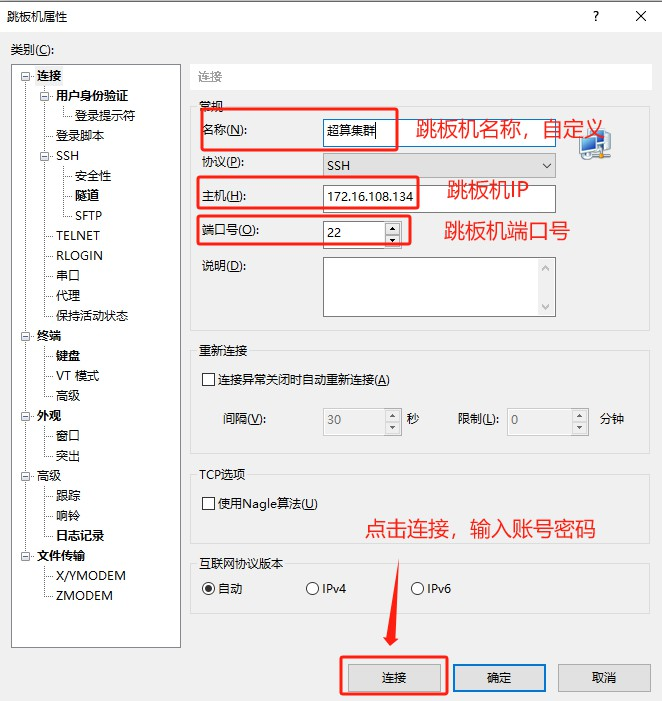 跳板机属性
类别(C):
连接
用户身份验证
登录提示符
登录脚本
SSH
安全性
隧道
SFTP
TELNET
RLOGIN
串口
代理
保持活动状态
终端
键盘
VT 模式
高级
外观
窗口
突出
高级
跟踪
响铃
日志记录
文件传输
X/YMODEM
ZMODEM
连接
常规
名称(N): 超算集群 跳板机名称，自定义
协议(P): SSH
主机(H): 172.16.108.134 跳板机IP
端口号(O): 22 跳板机端口号
说明(D):
重新连接
连接异常关闭时自动重新连接(A)
间隔(V): 30 秒 限制(L): 0 分钟
TCP选项
使用Nagle算法(U)
点击连接，输入账号密码
互联网协议版本
自动 IPv4 IPv6
连接 确定 取消